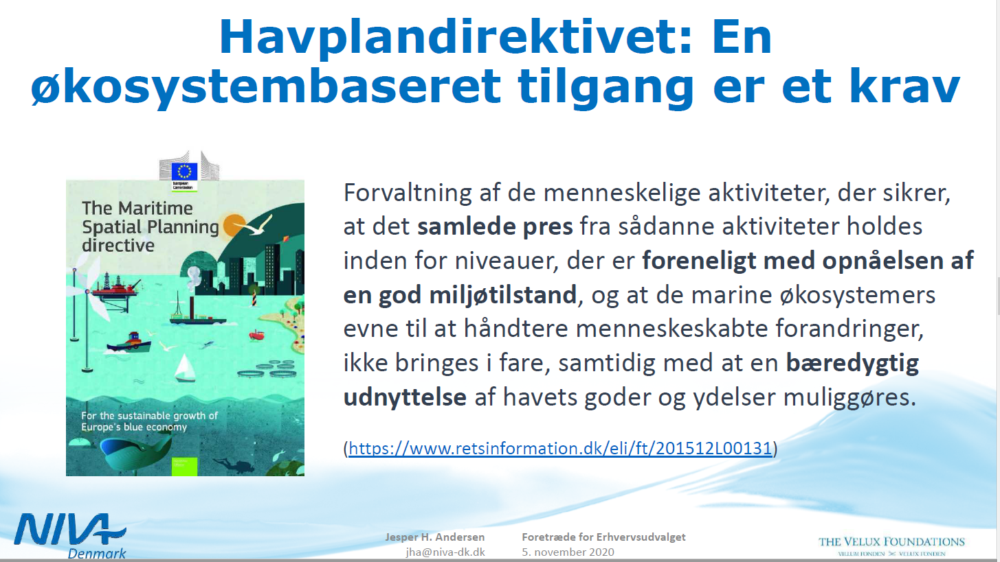 Havplandirektivet: En
økosystembaseret tilgang er et krav
European
Commission
The Maritime
Spatial Planning
directive
For the sustainable growth of
Europe's blue economy
Forvaltning af de menneskelige aktiviteter, der sikrer,
at det samlede pres fra sådanne aktiviteter holdes
inden for niveauer, der er foreneligt med opnåelsen af
en god miljøtilstand, og at de marine økosystemers
evne til at håndtere menneskeskabte forandringer,
ikke bringes i fare, samtidig med at en bæredygtig
udnyttelse af havets goder og ydelser muliggøres.
(https://www.retsinformation.dk/eli/ft/201512L00131)
NIVA
Denmark
Jesper H. Andersen
jha@niva-dk.dk
Foretræde for Erhvervsudvalget
5. november 2020
THE VELUX FOUNDATIONS
VILLUM FONDEN VELUX FONDEN